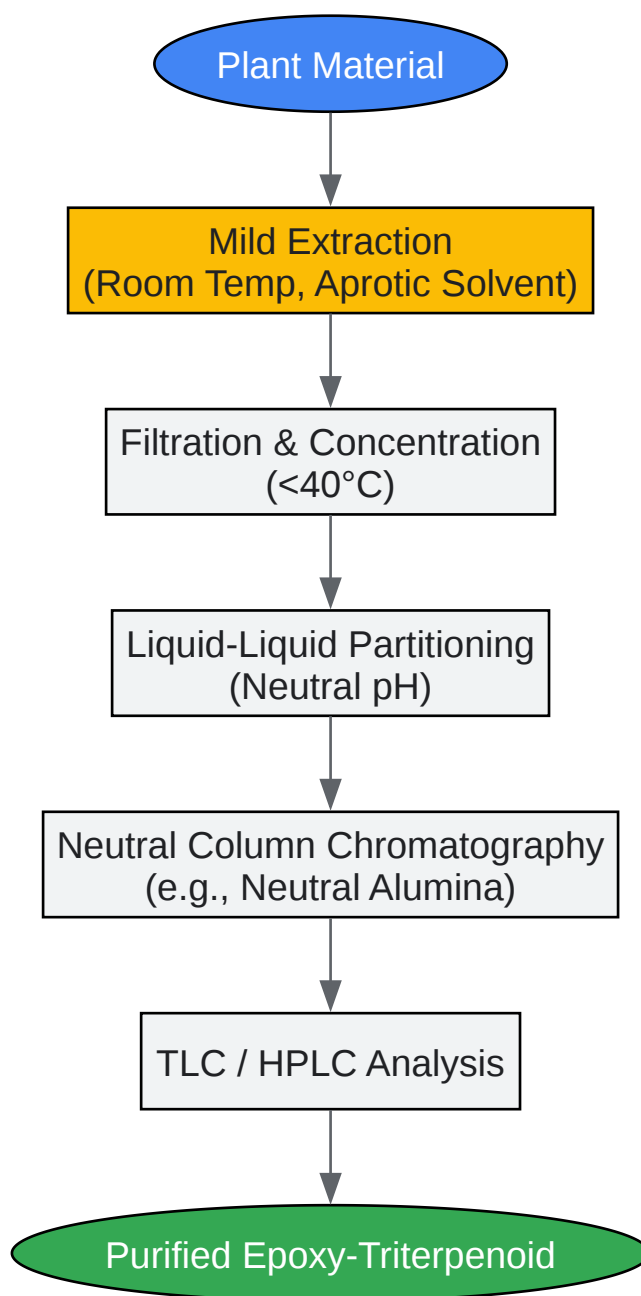 Plant Material
Mild Extraction
(Room Temp, Aprotic Solvent)
Filtration & Concentration
(<40°C)
Liquid-Liquid Partitioning
(Neutral pH)
Neutral Column Chromatography
(e.g., Neutral Alumina)
TLC / HPLC Analysis
Purified Epoxy-Triterpenoid